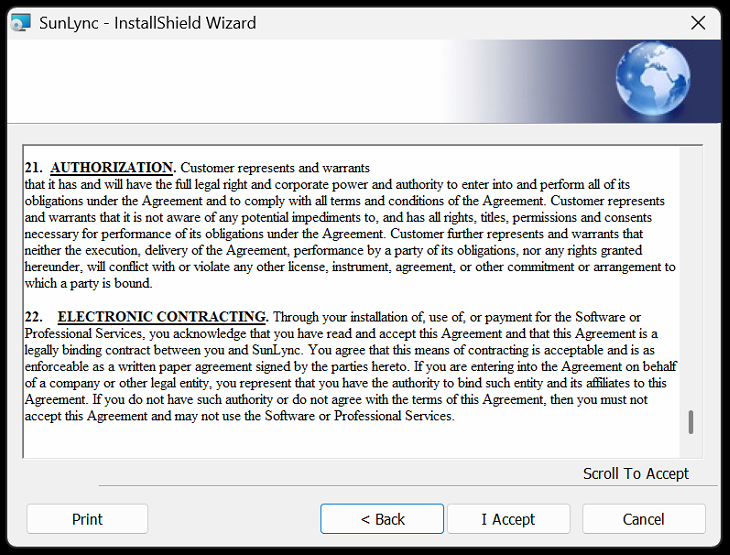 SunLync - InstallShield Wizard
21. AUTHORIZATION. Customer represents and warrants
that it has and will have the full legal right and corporate power and authority to enter into and perform all of its
obligations under the Agreement and to comply with all terms and conditions of the Agreement. Customer represents
and warrants that it is not aware of any potential impediments to, and has all rights, titles, permissions and consents
necessary for performance of its obligations under the Agreement. Customer further represents and warrants that
neither the execution, delivery of the Agreement, performance by a party of its obligations, nor any rights granted
hereunder, will conflict with or violate any other license, instrument, agreement, or other commitment or arrangement to
which a party is bound.
22. ELECTRONIC CONTRACTING. Through your installation of, use of, or payment for the Software or
Professional Services, you acknowledge that you have read and accept this Agreement and that this Agreement is a
legally binding contract between you and SunLync. You agree that this means of contracting is acceptable and is as
enforceable as a written paper agreement signed by the parties hereto. If you are entering into the Agreement on behalf
of a company or other legal entity, you represent that you have the authority to bind such entity and its affiliates to this
Agreement. If you do not have such authority or do not agree with the terms of this Agreement, then you must not
accept this Agreement and may not use the Software or Professional Services.
Scroll To Accept
Print
< Back
I Accept
Cancel